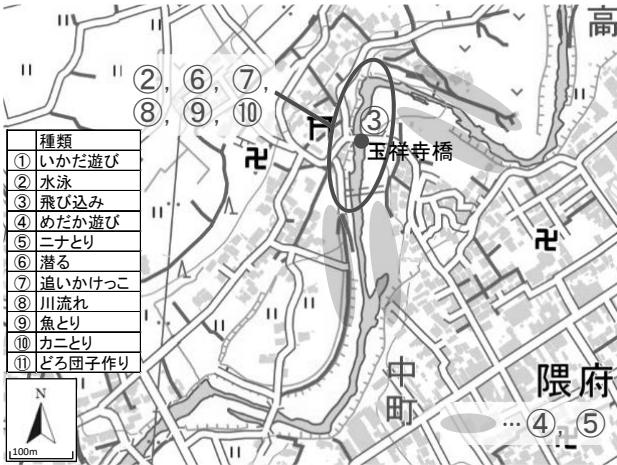 高
②, ⑥, ⑦,
⑧, ⑨, ⑩
③
玉祥寺橋
種類
① いかだ遊び
② 水泳
③ 飛び込み
④ めだか遊び
⑤ ニナとり
⑥ 潜る
⑦ 追いかけっこ
⑧ 川流れ
⑨ 魚とり
⑩ カニとり
⑪ どろ団子作り
中町
隈府
… ④, ⑤
N
100m